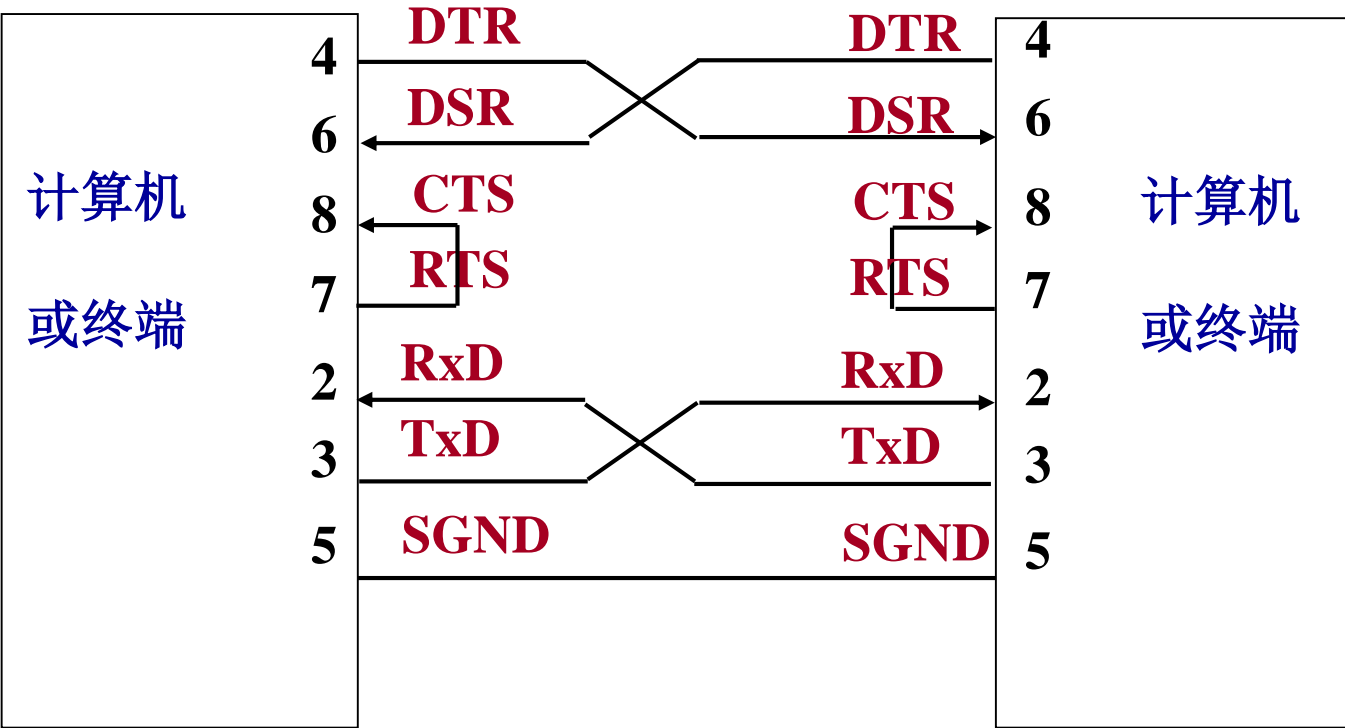 4 DTR DTR 4
6 DSR DSR 6
计算机 计算机
8 CTS CTS 8
7 RTS RTS 7
或终端 或终端
2 RxD RxD 2
3 TxD TxD 3
5 SGND SGND 5